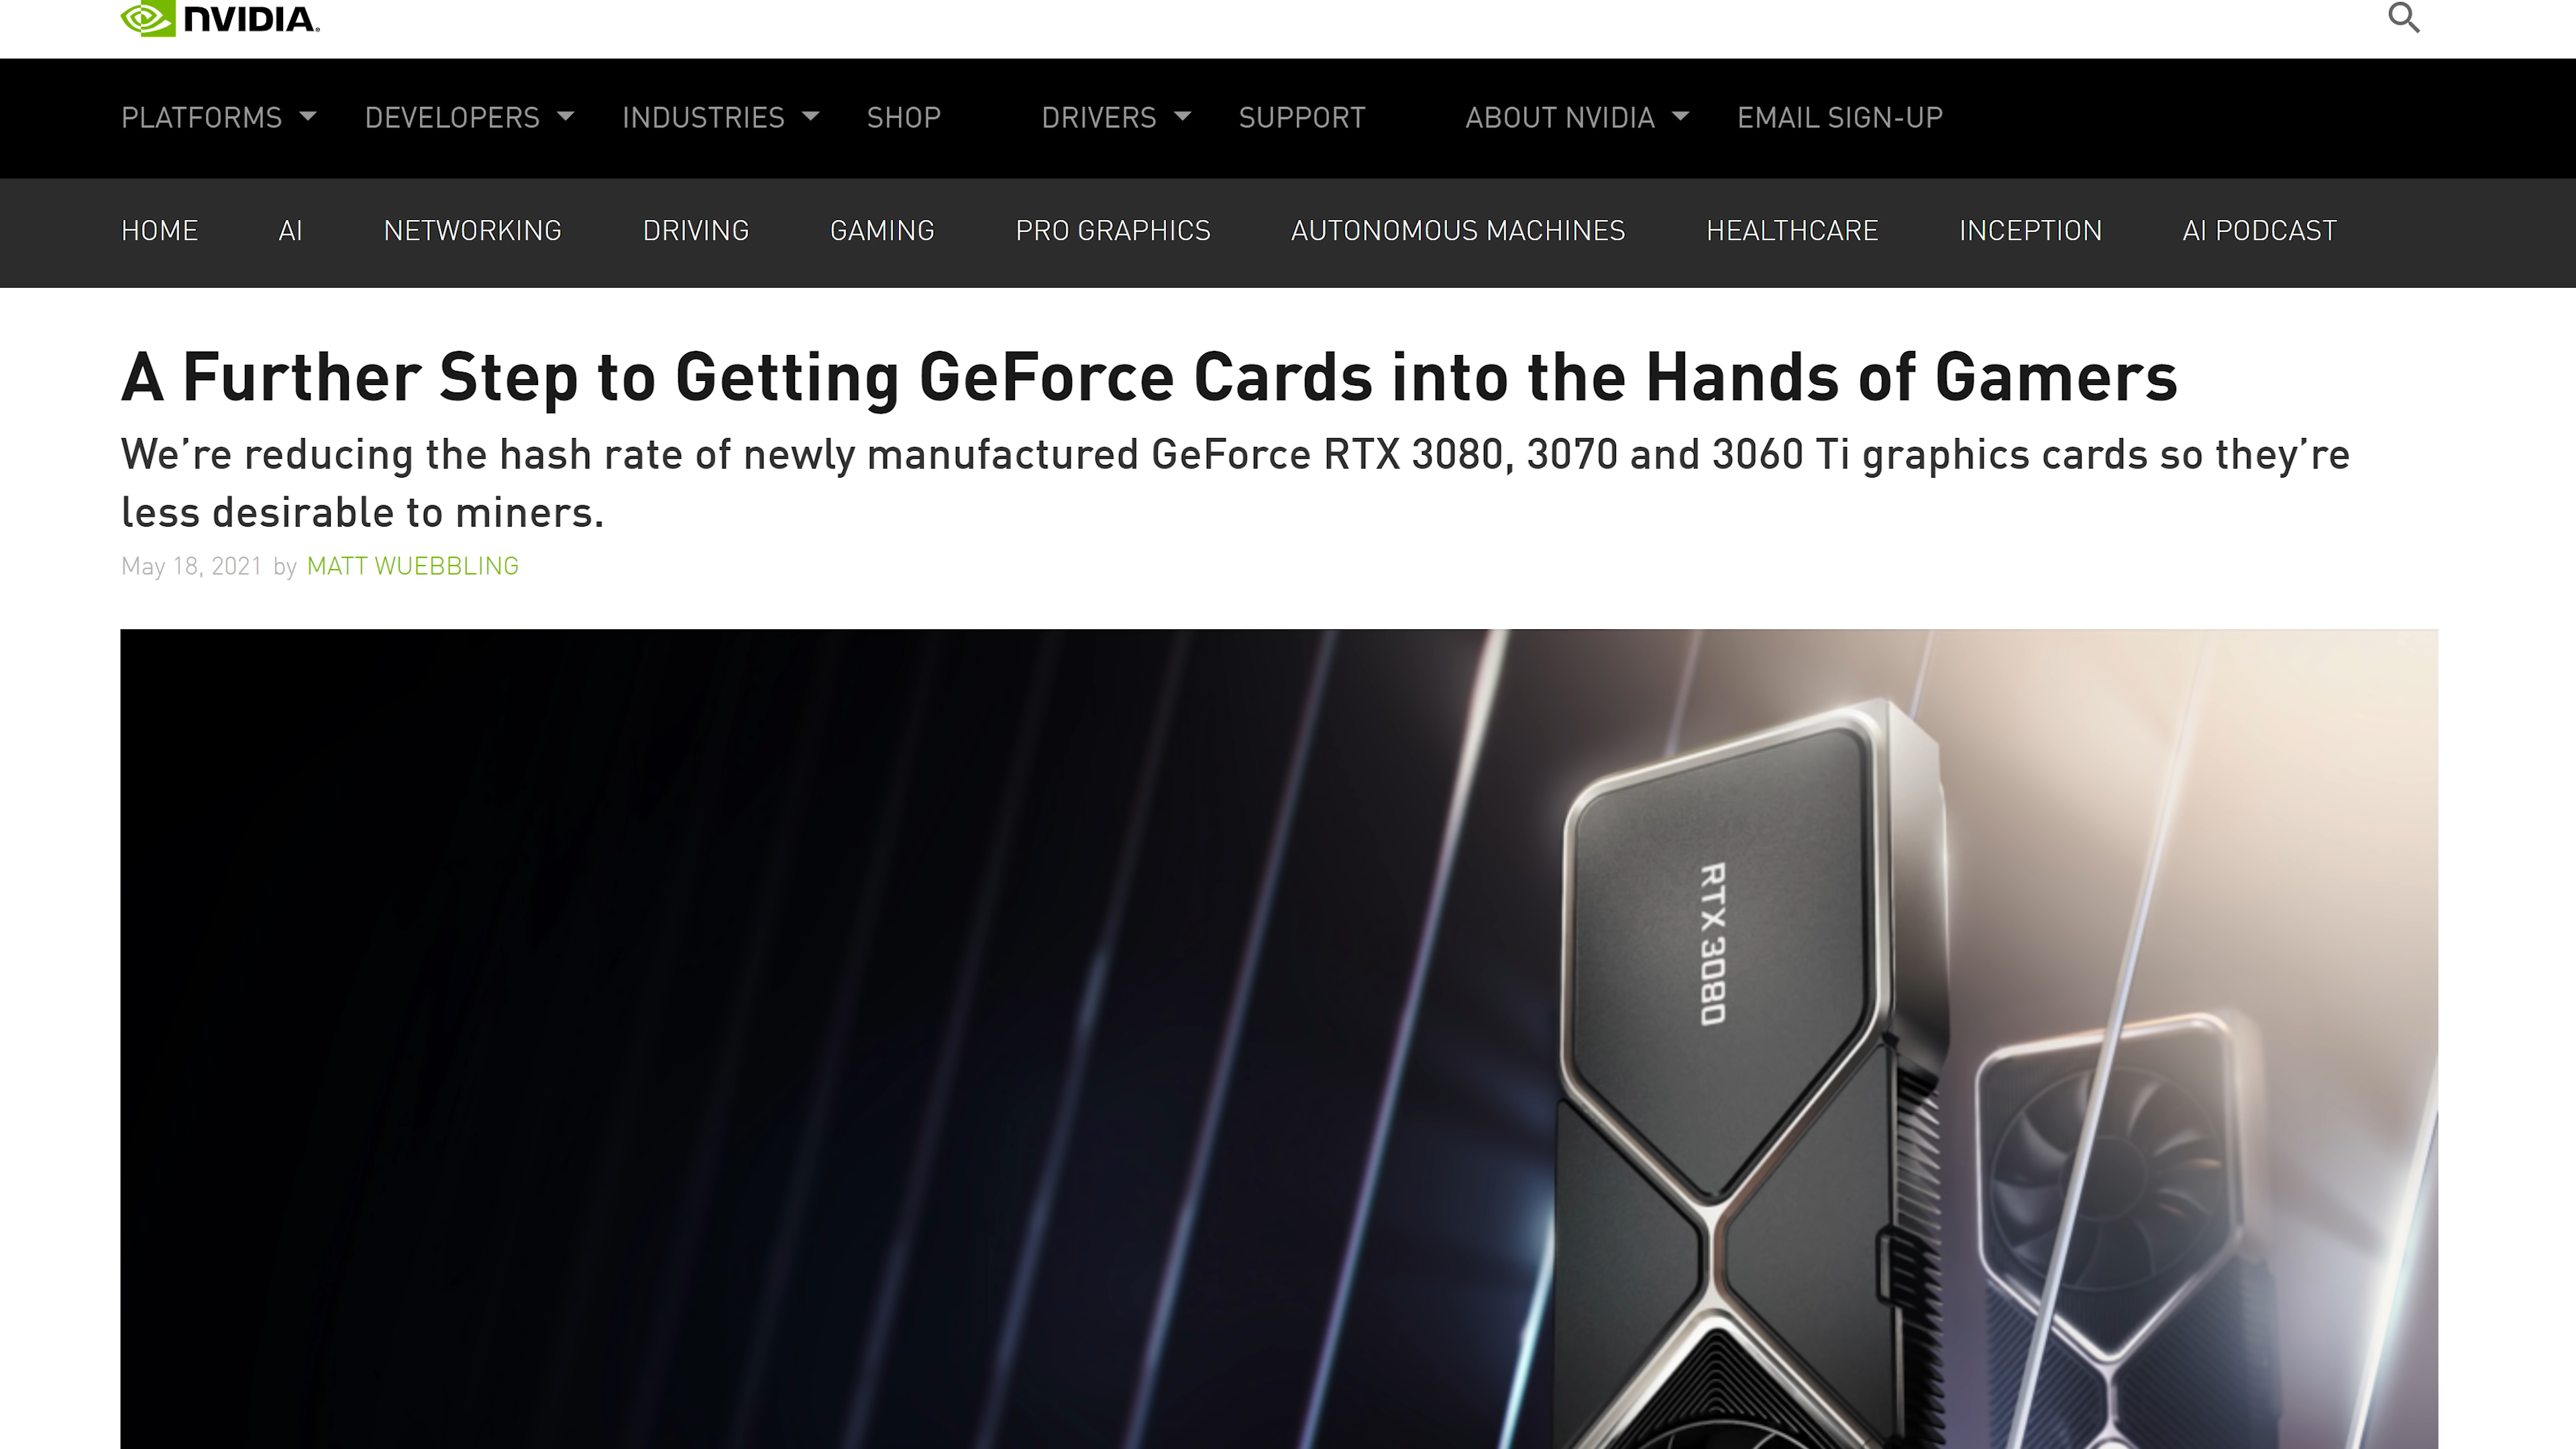 NVIDIA.
PLATFORMS DEVELOPERS INDUSTRIES SHOP DRIVERS SUPPORT ABOUT NVIDIA EMAIL SIGN-UP
HOME AI NETWORKING DRIVING GAMING PRO GRAPHICS AUTONOMOUS MACHINES HEALTHCARE INCEPTION AI PODCAST
A Further Step to Getting GeForce Cards into the Hands of Gamers
We’re reducing the hash rate of newly manufactured GeForce RTX 3080, 3070 and 3060 Ti graphics cards so they’re
less desirable to miners.
May 18, 2021 by MATT WUEBBLING
RTX 3080